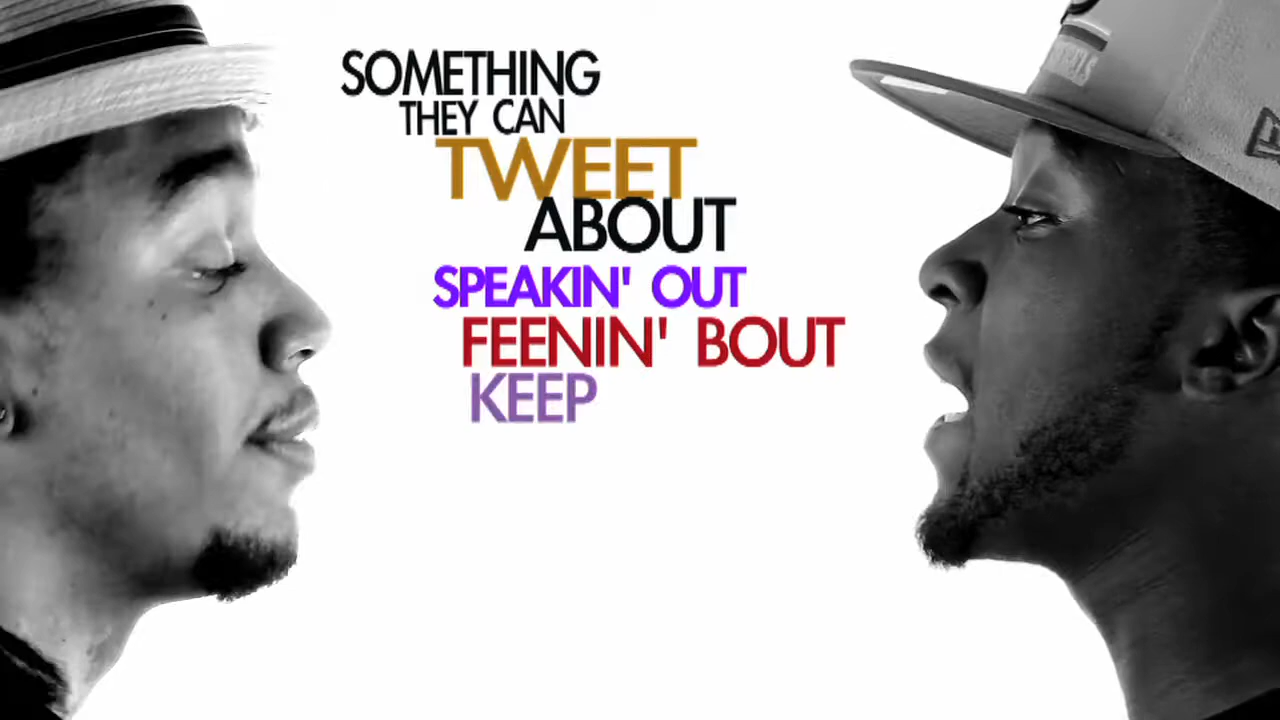 SOMETHING
THEY CAN
TWEET
ABOUT
SPEAKIN' OUT
FEENIN' BOUT
KEEP